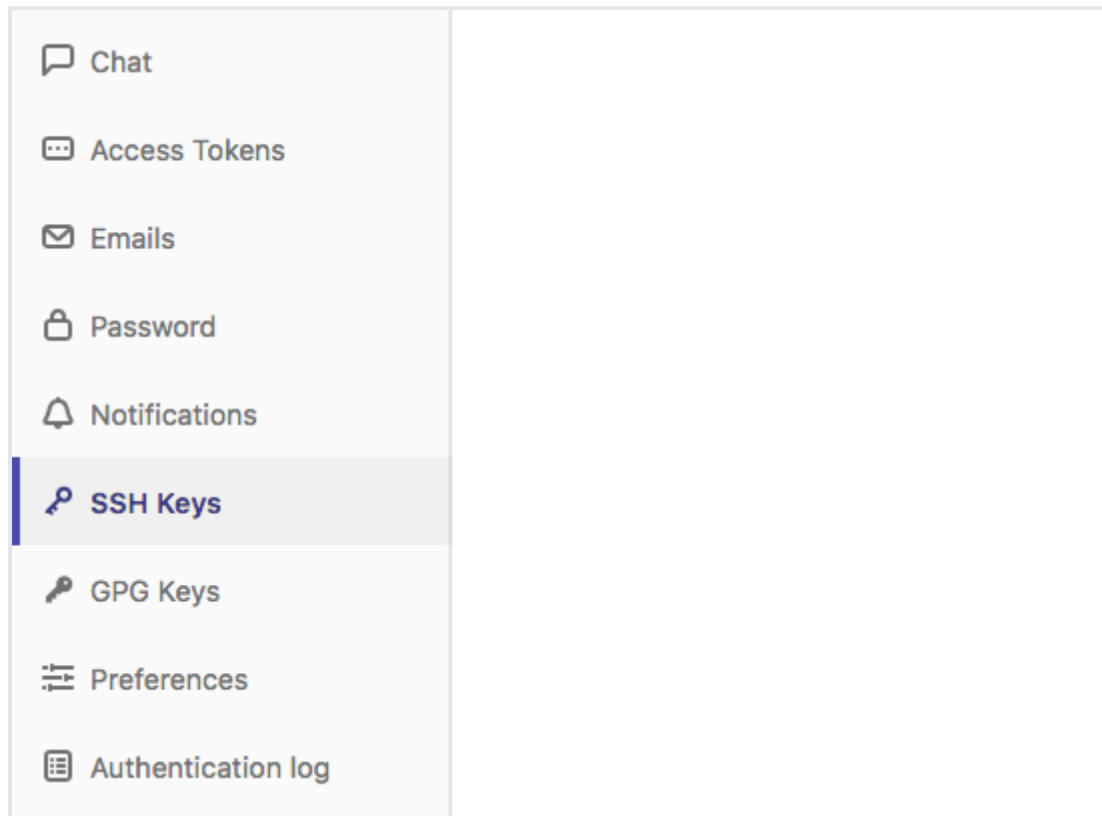 Chat
Access Tokens
Emails
Password
Notifications
SSH Keys
GPG Keys
Preferences
Authentication log